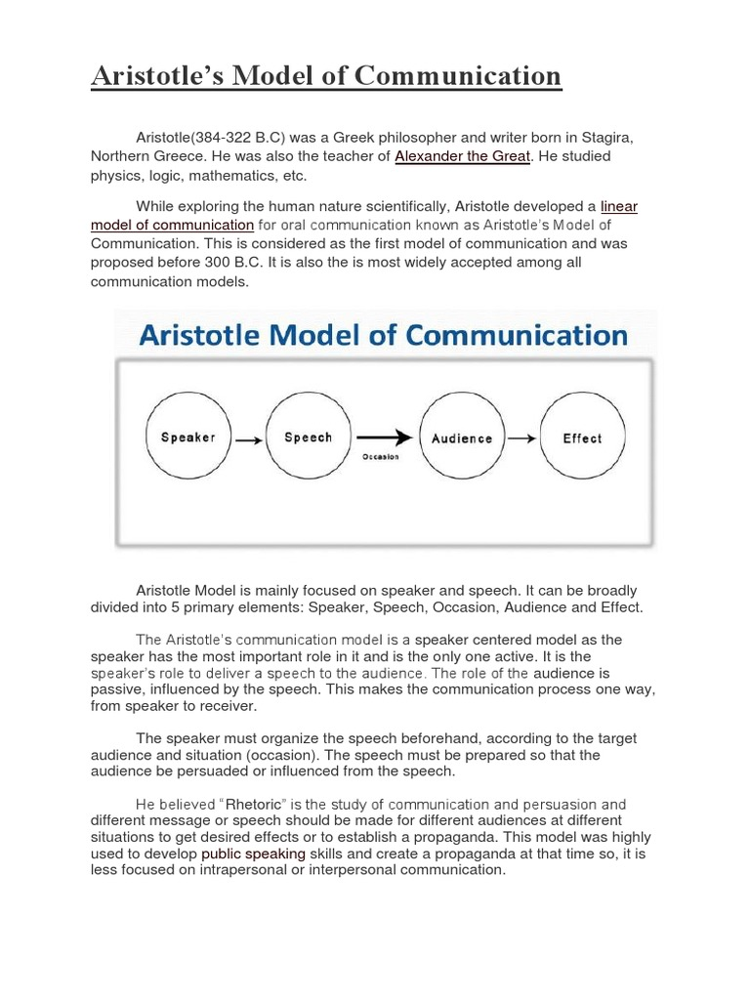 Aristotle’s Model of Communication
Aristotle(384-322 B.C) was a Greek philosopher and writer born in Stagira,
Northern Greece. He was also the teacher of Alexander the Great. He studied
physics, logic, mathematics, etc.
While exploring the human nature scientifically, Aristotle developed a linear
model of communication for oral communication known as Aristotle’s Model of
Communication. This is considered as the first model of communication and was
proposed before 300 B.C. It is also the is most widely accepted among all
communication models.
Aristotle Model of Communication
Speaker
Speech
Occasion
Audience
Effect
Aristotle Model is mainly focused on speaker and speech. It can be broadly
divided into 5 primary elements: Speaker, Speech, Occasion, Audience and Effect.
The Aristotle’s communication model is a speaker centered model as the
speaker has the most important role in it and is the only one active. It is the
speaker’s role to deliver a speech to the audience. The role of the audience is
passive, influenced by the speech. This makes the communication process one way,
from speaker to receiver.
The speaker must organize the speech beforehand, according to the target
audience and situation (occasion). The speech must be prepared so that the
audience be persuaded or influenced from the speech.
He believed “Rhetoric” is the study of communication and persuasion and
different message or speech should be made for different audiences at different
situations to get desired effects or to establish a propaganda. This model was highly
used to develop public speaking skills and create a propaganda at that time so, it is
less focused on intrapersonal or interpersonal communication.